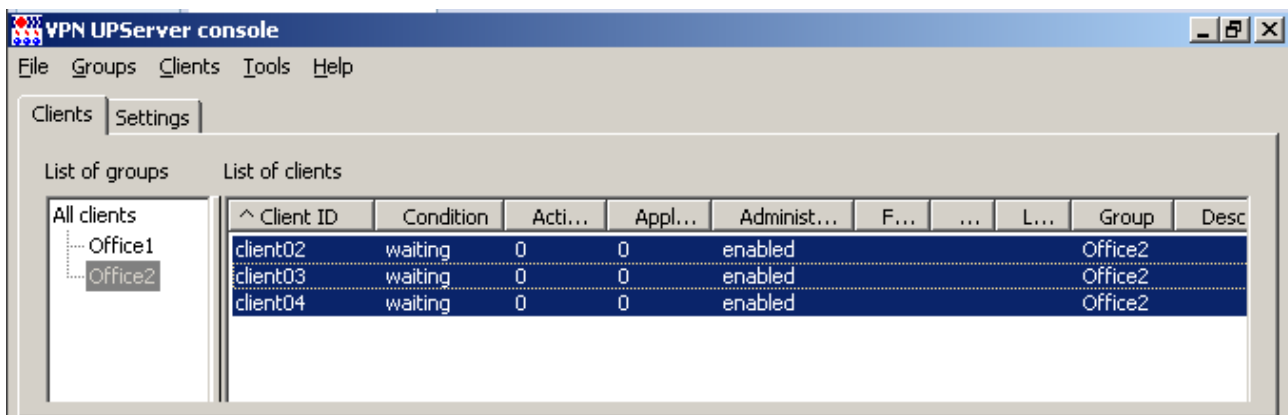 VPN UPServer console
File Groups Clients Tools Help
Clients Settings
List of groups List of clients
All clients
Office1
Office2
^ Client ID Condition Acti... Appl... Administ... F... ... L... Group Desc
client02 waiting 0 0 enabled Office2
client03 waiting 0 0 enabled Office2
client04 waiting 0 0 enabled Office2